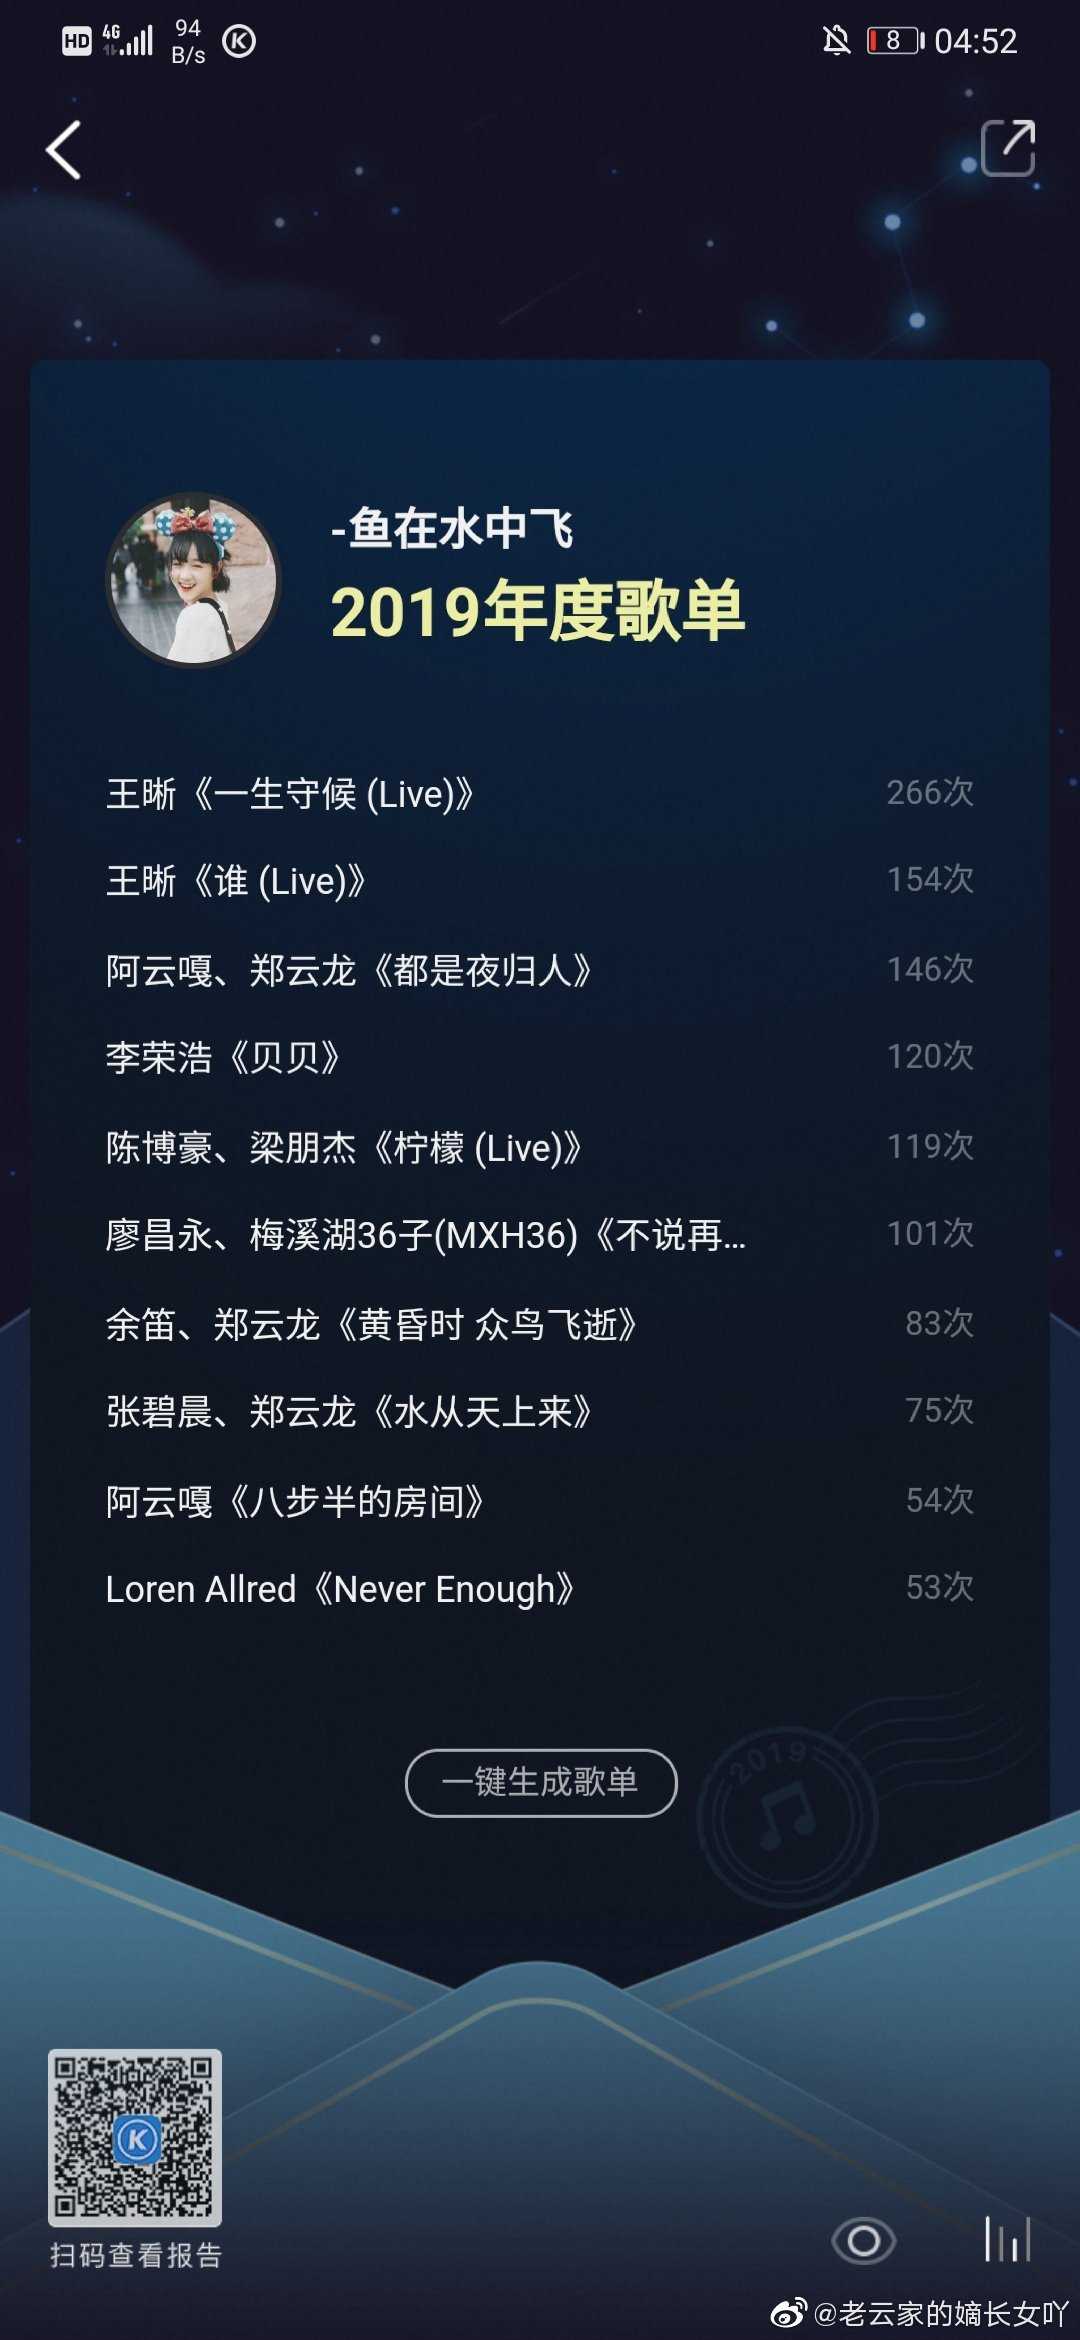 HD 4G 94 B/s K 8 04:52
-鱼在水中飞
2019年度歌单
王晰《一生守候 (Live)》 266次
王晰《谁 (Live)》 154次
阿云嘎、郑云龙《都是夜归人》 146次
李荣浩《贝贝》 120次
陈博豪、梁朋杰《柠檬 (Live)》 119次
廖昌永、梅溪湖36子(MXH36)《不说再... 101次
余笛、郑云龙《黄昏时 众鸟飞逝》 83次
张碧晨、郑云龙《水从天上来》 75次
阿云嘎《八步半的房间》 54次
Loren Allred《Never Enough》 53次
2019
一键生成歌单
K
扫码查看报告
@老云家的嫡长女吖